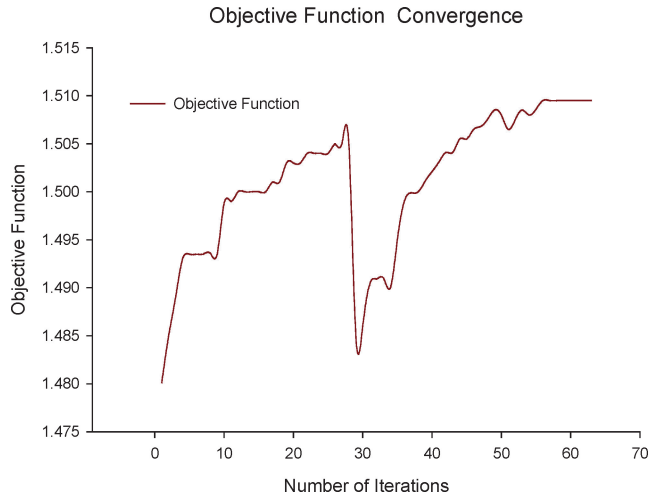 Objective Function  Convergence
1.515
1.510
1.505
1.500
1.495
1.490
1.485
1.480
1.475
Objective Function
Objective Function
0 10 20 30 40 50 60 70
Number of Iterations